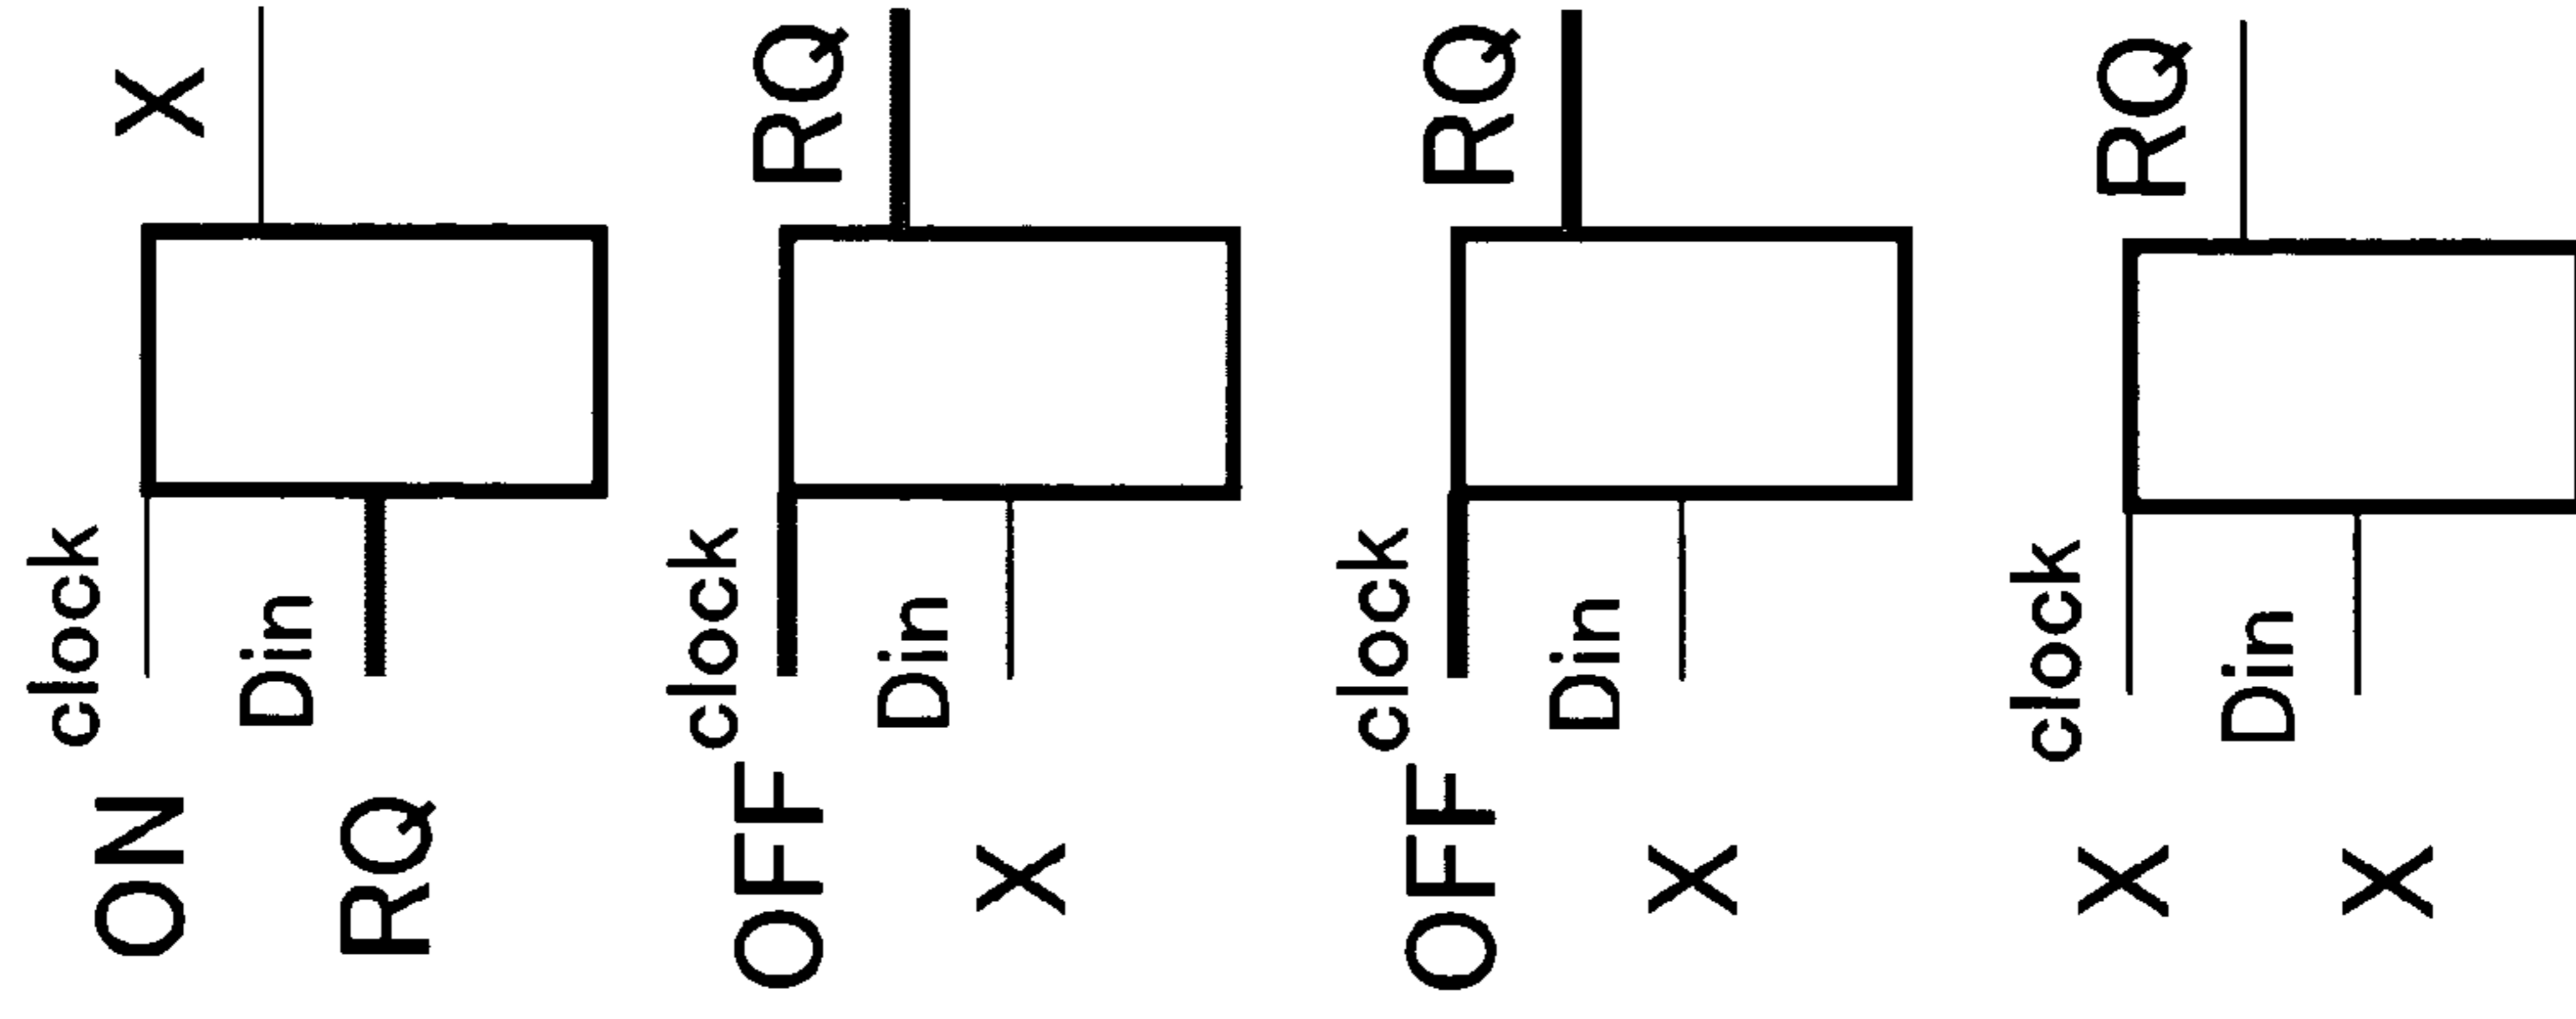 clock
ON
X
Din
RQ
clock
OFF
RQ
Din
X
clock
OFF
RQ
Din
X
clock
X
RQ
Din
X